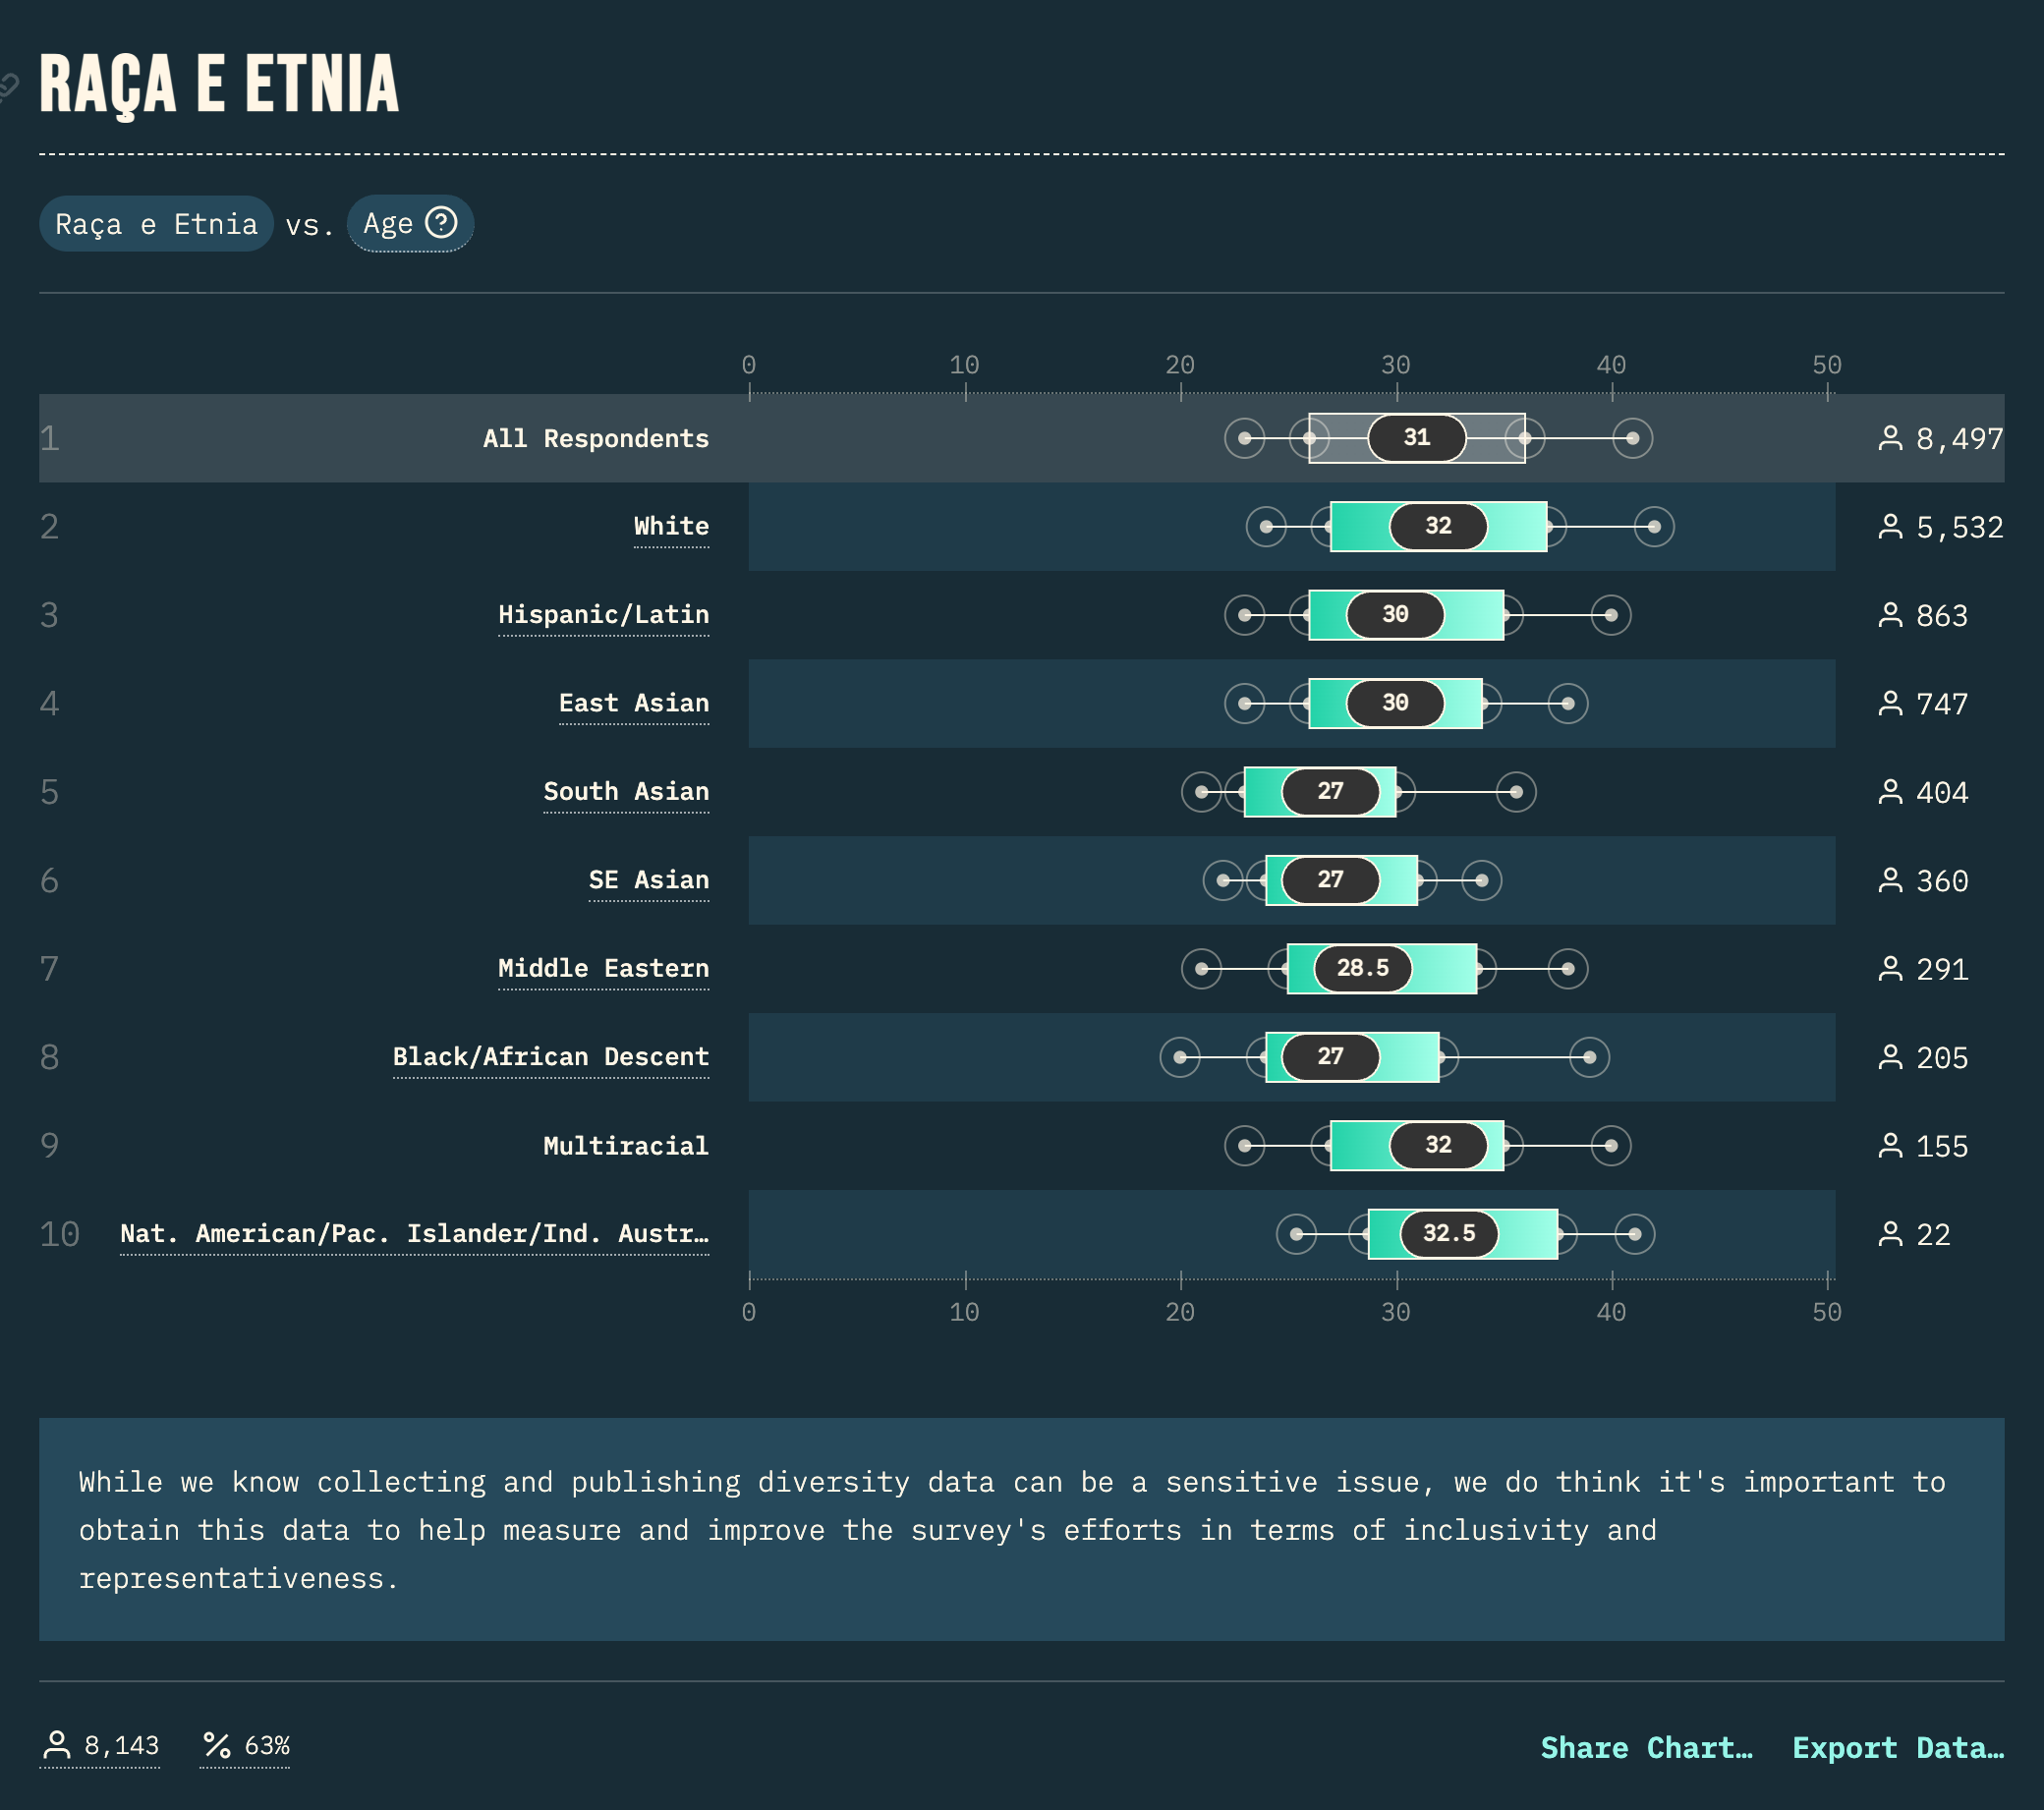 RAÇA E ETNIA
Raça e Etnia vs. Age ?
0 10 20 30 40 50
1 All Respondents 31 8,497
2 White 32 5,532
3 Hispanic/Latin 30 863
4 East Asian 30 747
5 South Asian 27 404
6 SE Asian 27 360
7 Middle Eastern 28.5 291
8 Black/African Descent 27 205
9 Multiracial 32 155
10 Nat. American/Pac. Islander/Ind. Austr… 32.5 22
0 10 20 30 40 50
While we know collecting and publishing diversity data can be a sensitive issue, we do think it's important to
obtain this data to help measure and improve the survey's efforts in terms of inclusivity and
representativeness.
8,143 % 63% Share Chart… Export Data…